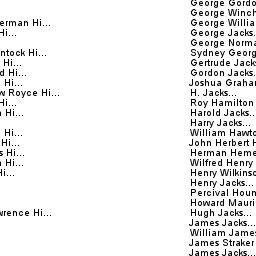 erman Hi...
Hi...
ntock Hi...
Hi...
d Hi...
Hi...
w Royce Hi...
Hi...
Hi...
Hi...
Hi...
s Hi...
Hi...
Hi...
wrence Hi...
George Gordo
George Winch
George Willia
George Jacks...
George Norma
Sydney Georg
Gertrude Jack
Gordon Jacks...
Joshua Graha
H. Jacks...
Roy Hamilton
Harold Jacks...
Harry Jacks...
William Hawto
John Herbert H
Herman Heme
Wilfred Henry
Henry Wilkinso
Henry Jacks...
Percival Houn
Howard Mauri
Hugh Jacks...
James Jacks...
William James
James Straker
James Jacks...